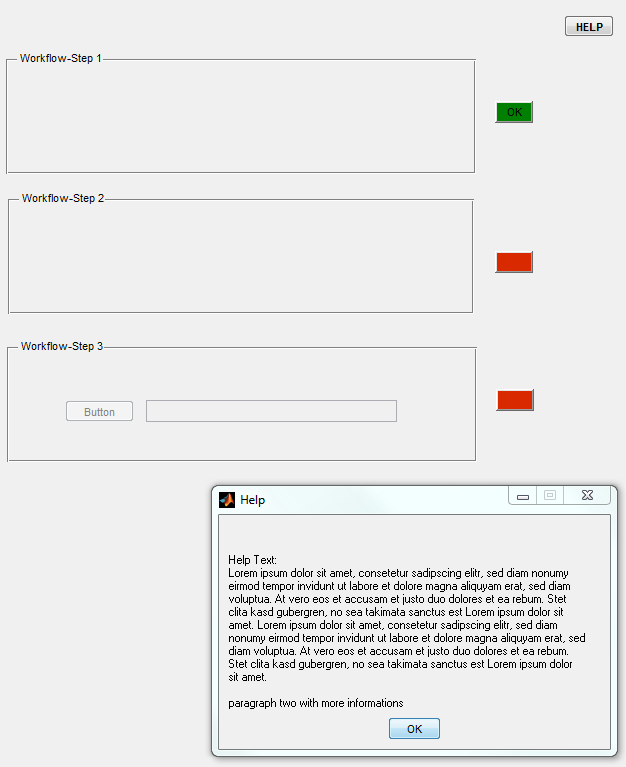 HELP
Workflow-Step 1
OK
Workflow-Step 2
Workflow-Step 3
Button
Help
Help Text:
Lorem ipsum dolor sit amet, consetetur sadipscing elitr, sed diam nonumy
eirmod tempor invidunt ut labore et dolore magna aliquyam erat, sed diam
voluptua. At vero eos et accusam et justo duo dolores et ea rebum. Stet
clita kasd gubergren, no sea takimata sanctus est Lorem ipsum dolor sit
amet. Lorem ipsum dolor sit amet, consetetur sadipscing elitr, sed diam
nonumy eirmod tempor invidunt ut labore et dolore magna aliquyam erat, sed
diam voluptua. At vero eos et accusam et justo duo dolores et ea rebum.
Stet clita kasd gubergren, no sea takimata sanctus est Lorem ipsum dolor
sit amet.
paragraph two with more informations
OK